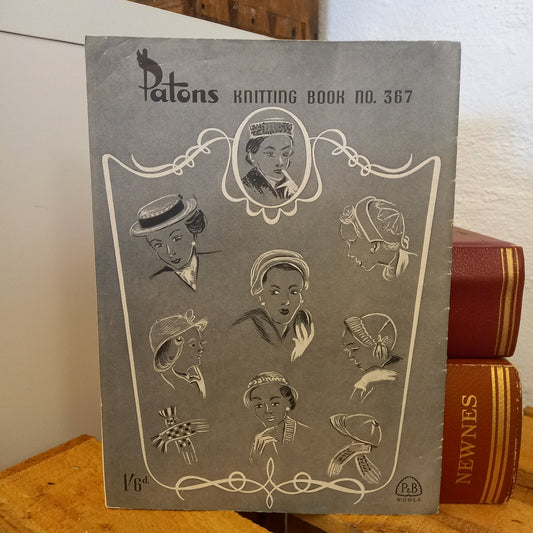 Patons KNITTING BOOK NO. 367
1/6d
P&B
WOOLS
NEWNES